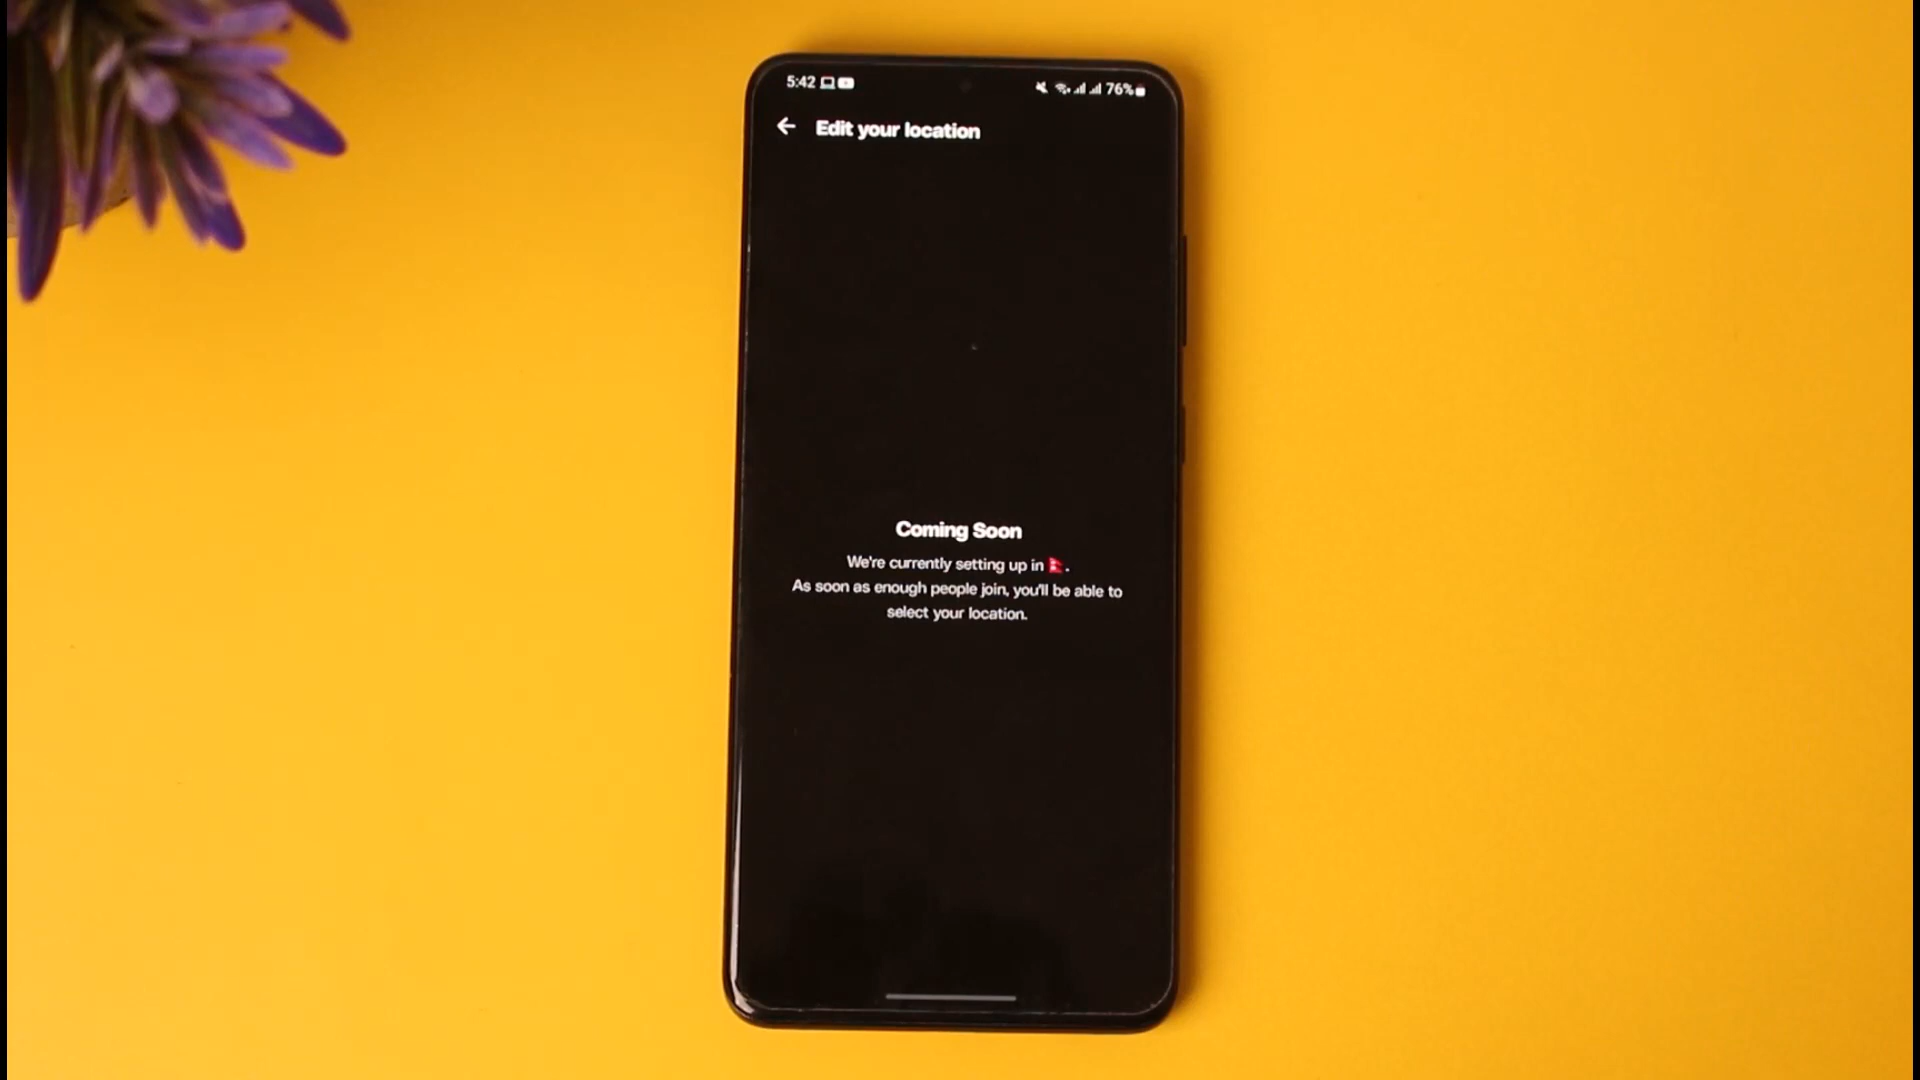 5:42
76%
Edit your location
Coming Soon
We're currently setting up in 🇳🇵.
As soon as enough people join, you'll be able to
select your location.